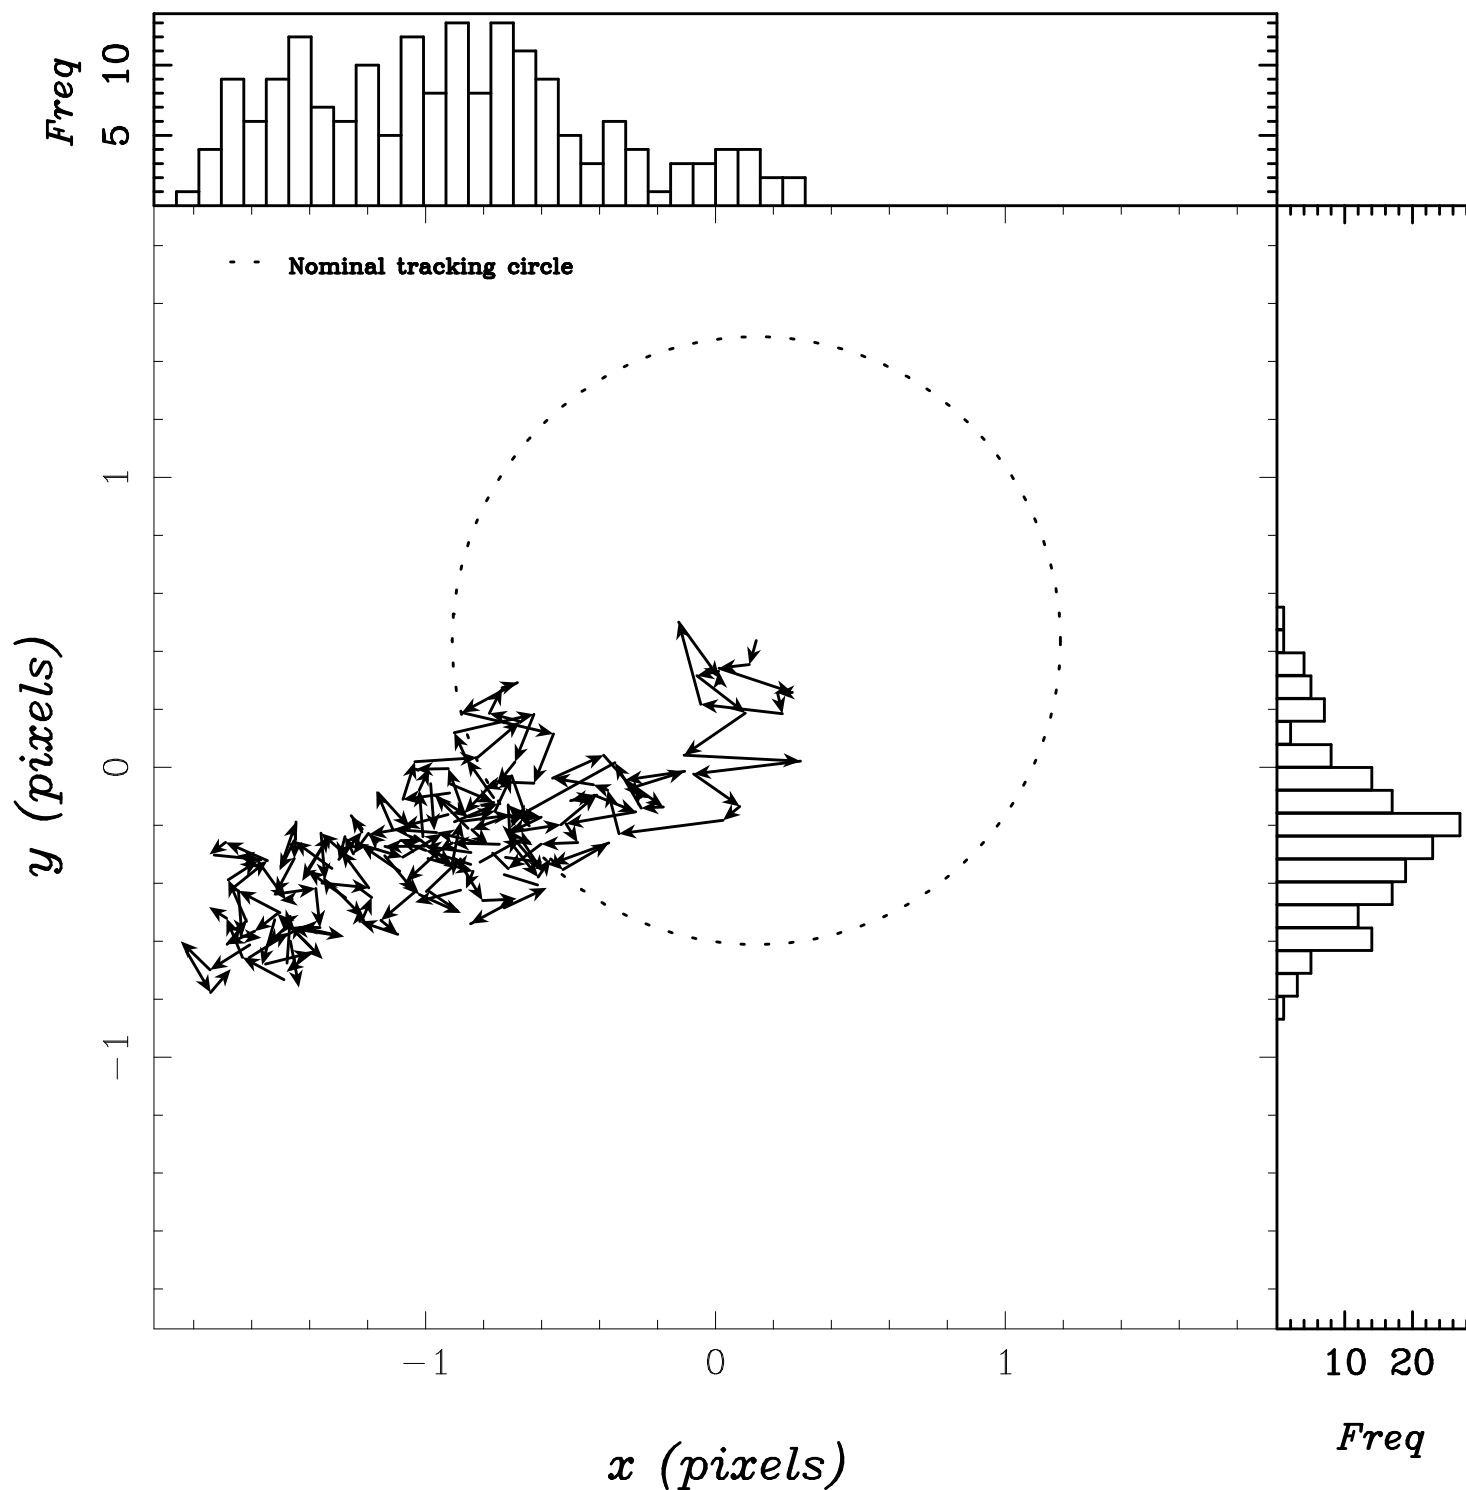 Freq
10
5
Nominal tracking circle
y (pixels)
1
0
−1
−1 0 1
10 20
x (pixels)
Freq